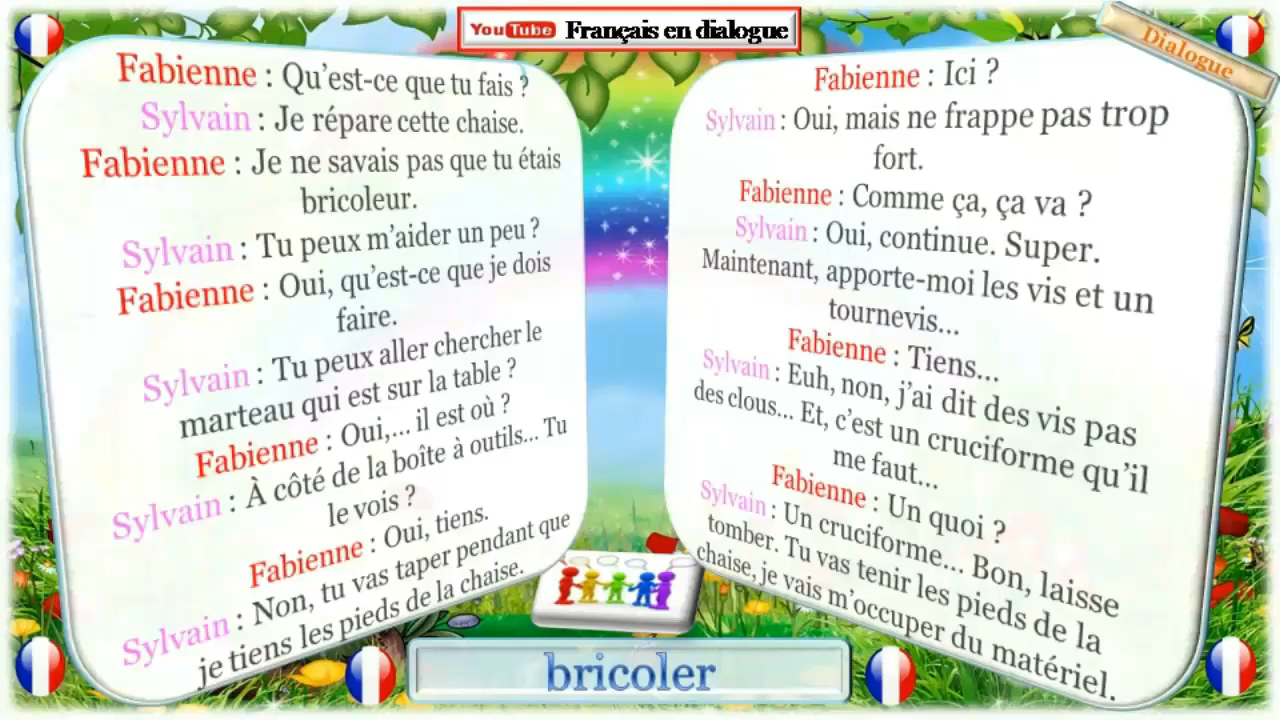 YouTube Français en dialogue
Dialogue
Fabienne : Qu'est-ce que tu fais ?
Sylvain : Je répare cette chaise.
Fabienne : Je ne savais pas que tu étais
bricoleur.
Sylvain : Tu peux m'aider un peu ?
Fabienne : Oui, qu'est-ce que je dois
faire.
Sylvain : Tu peux aller chercher le
marteau qui est sur la table ?
Fabienne : Oui,... il est où ?
Sylvain : À côté de la boîte à outils... Tu
le vois ?
Fabienne : Oui, tiens.
Sylvain : Non, tu vas taper pendant que
je tiens les pieds de la chaise.
Fabienne : Ici ?
Sylvain : Oui, mais ne frappe pas trop
fort.
Fabienne : Comme ça, ça va ?
Sylvain : Oui, continue. Super.
Maintenant, apporte-moi les vis et un
tournevis...
Fabienne : Tiens...
Sylvain : Euh, non, j'ai dit des vis pas
des clous... Et, c'est un cruciforme qu'il
me faut...
Fabienne : Un quoi ?
Sylvain : Un cruciforme... Bon, laisse
tomber. Tu vas tenir les pieds de la
chaise, je vais m'occuper du matériel.
bricoler